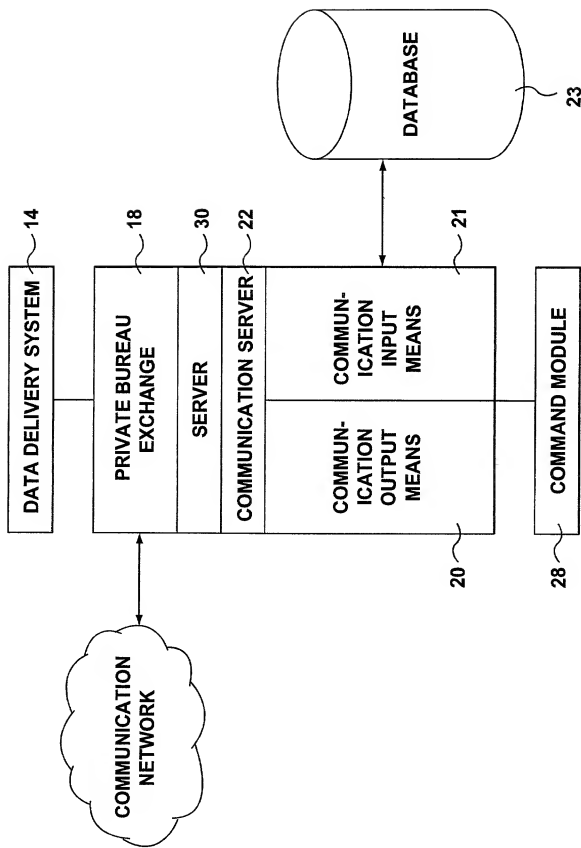 DATA DELIVERY SYSTEM
14
PRIVATE BUREAU
EXCHANGE
18
SERVER
30
COMMUNICATION SERVER
22
COMMUN-
ICATION
OUTPUT
MEANS
20
COMMUN-
ICATION
INPUT
MEANS
21
COMMAND MODULE
28
COMMUNICATION
NETWORK
DATABASE
23